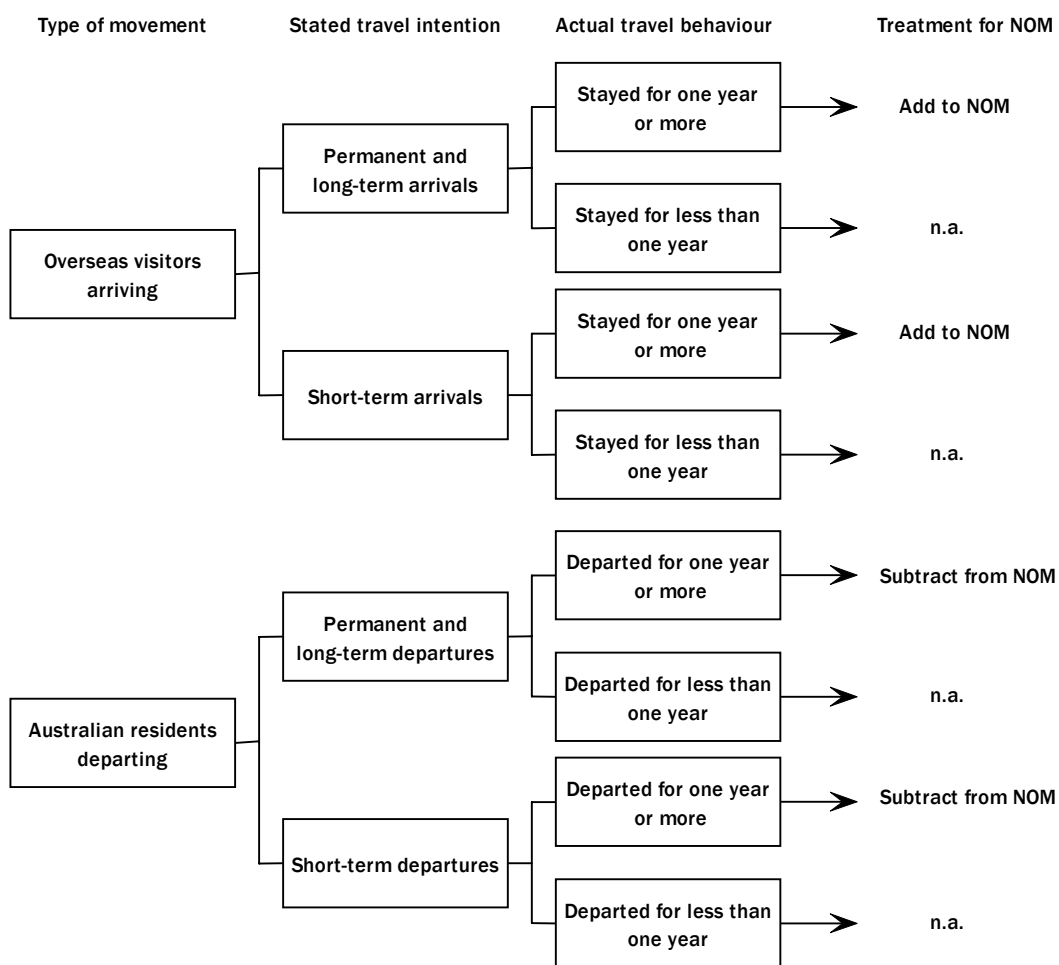 Type of movement
Stated travel intention
Actual travel behaviour
Treatment for NOM
Overseas visitors
arriving
Permanent and
long-term arrivals
Stayed for one year
or more
Add to NOM
Stayed for less than
one year
n.a.
Short-term arrivals
Stayed for one year
or more
Add to NOM
Stayed for less than
one year
n.a.
Australian residents
departing
Permanent and
long-term departures
Departed for one year
or more
Subtract from NOM
Departed for less than
one year
n.a.
Short-term departures
Departed for one year
or more
Subtract from NOM
Departed for less than
one year
n.a.